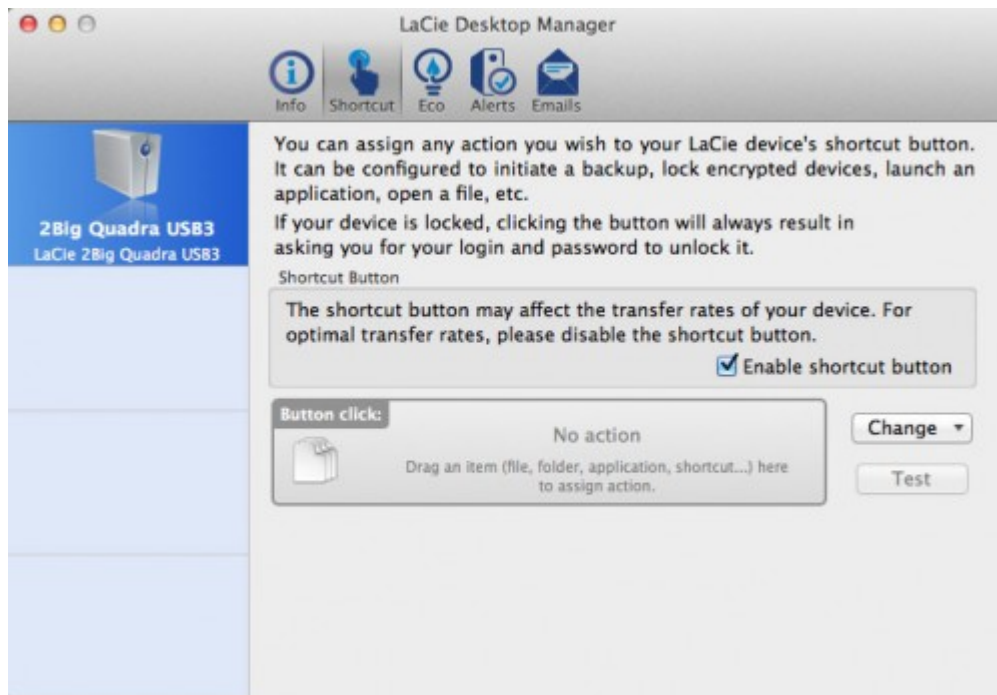 LaCie Desktop Manager
Info Shortcut Eco Alerts Emails
2Big Quadra USB3
LaCie 2Big Quadra USB3
You can assign any action you wish to your LaCie device's shortcut button.
It can be configured to initiate a backup, lock encrypted devices, launch an
application, open a file, etc.
If your device is locked, clicking the button will always result in
asking you for your login and password to unlock it.
Shortcut Button
The shortcut button may affect the transfer rates of your device. For
optimal transfer rates, please disable the shortcut button.
Enable shortcut button
Button click:
No action
Drag an item (file, folder, application, shortcut...) here
to assign action.
Change
Test